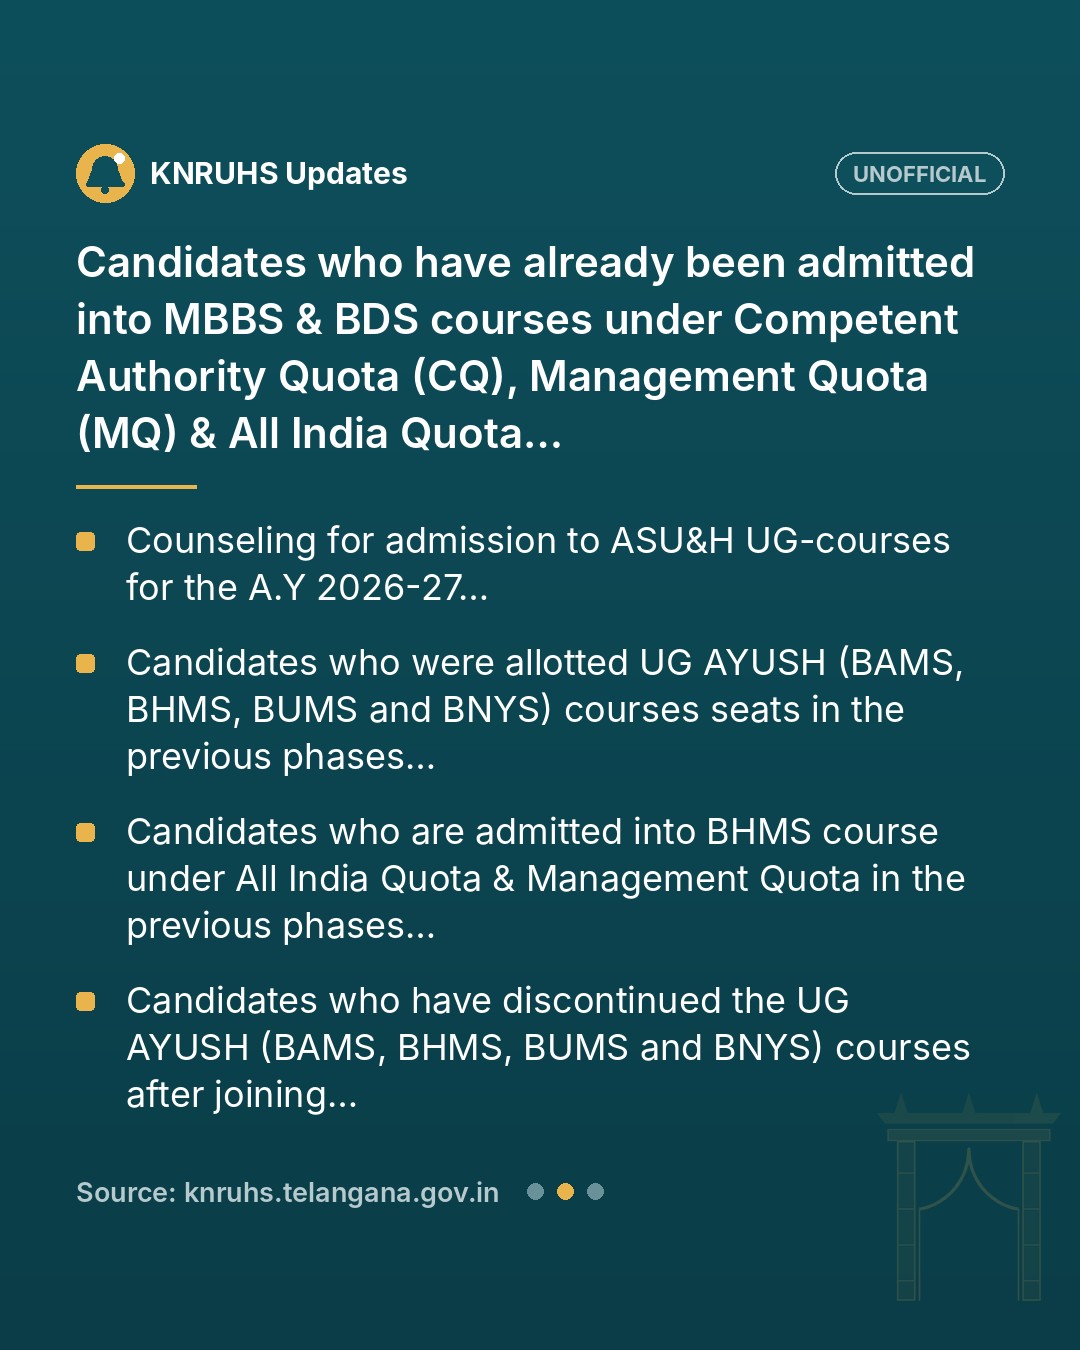 KNRUHS Updates
UNOFFICIAL
Candidates who have already been admitted
into MBBS & BDS courses under Competent
Authority Quota (CQ), Management Quota
(MQ) & All India Quota...
Counseling for admission to ASU&H UG-courses
for the A.Y 2026-27...
Candidates who were allotted UG AYUSH (BAMS,
BHMS, BUMS and BNYS) courses seats in the
previous phases...
Candidates who are admitted into BHMS course
under All India Quota & Management Quota in the
previous phases...
Candidates who have discontinued the UG
AYUSH (BAMS, BHMS, BUMS and BNYS) courses
after joining...
Source: knruhs.telangana.gov.in